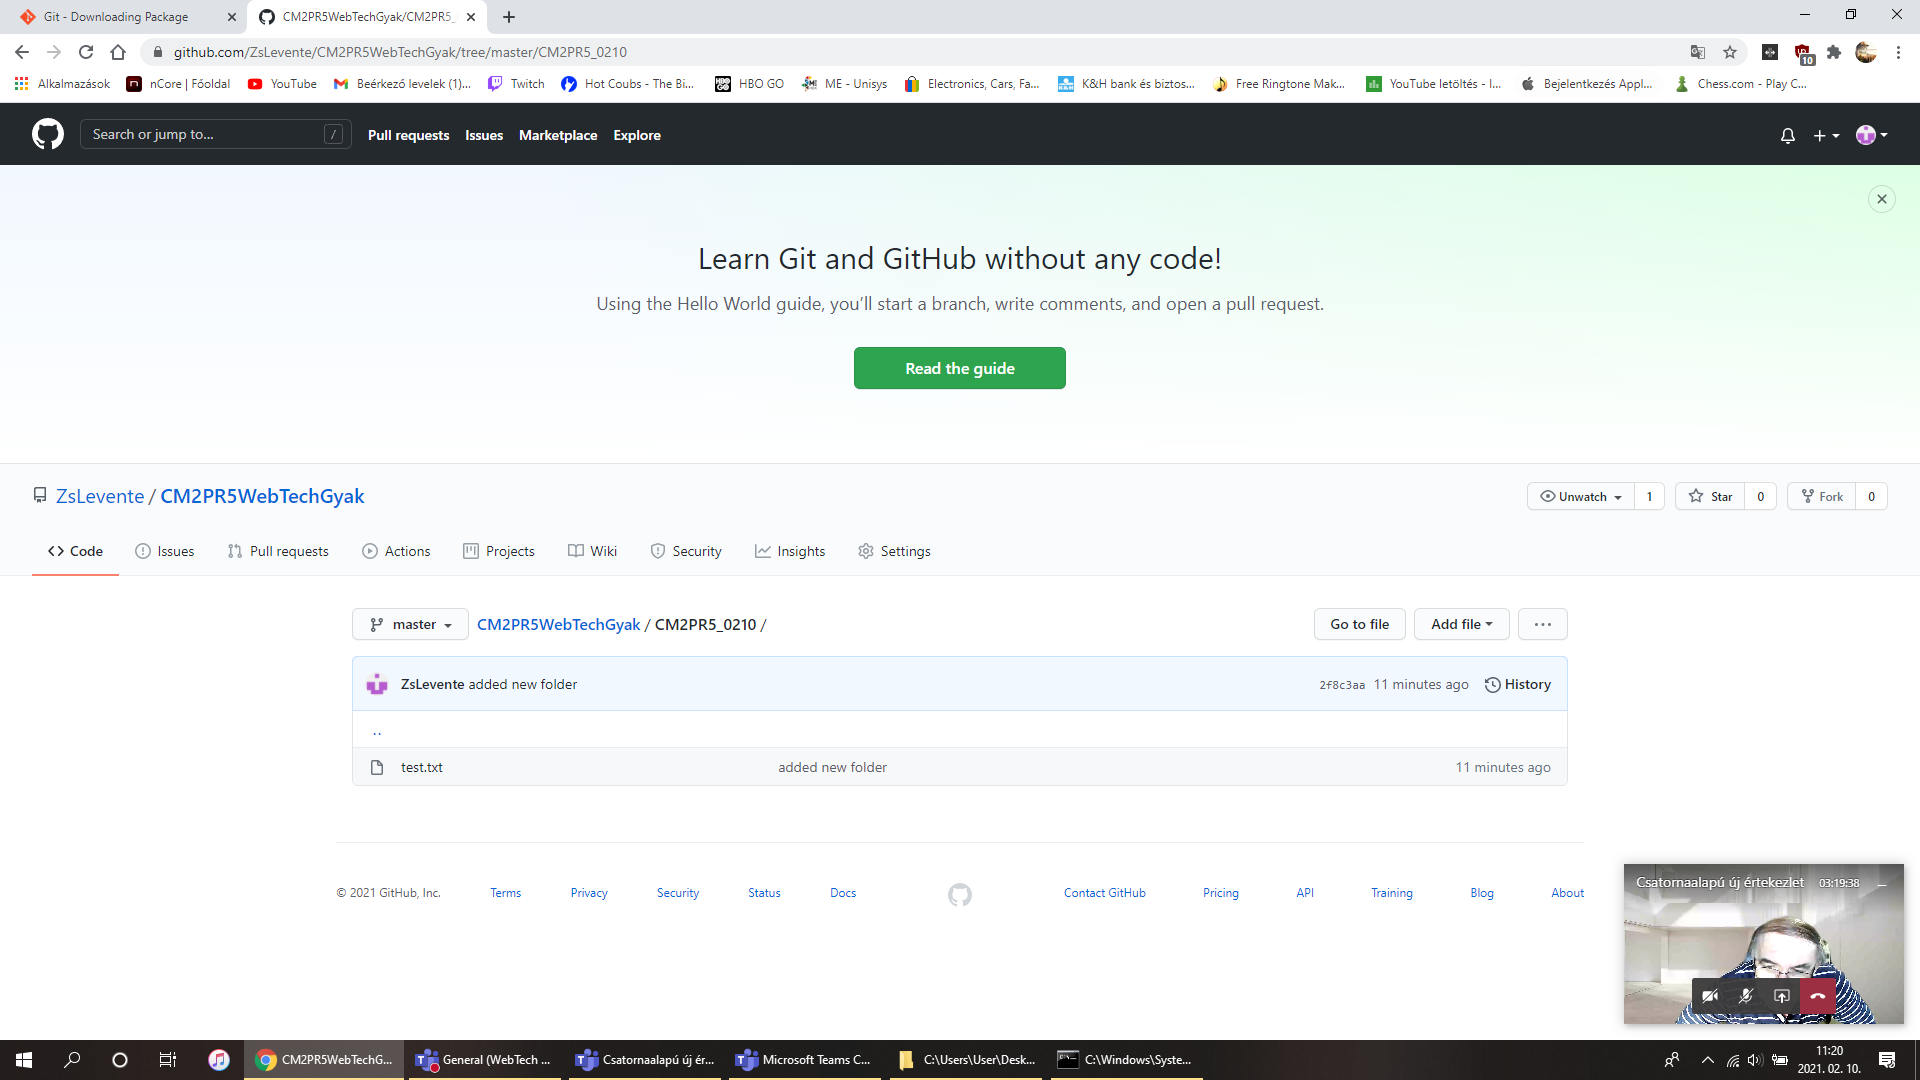 Git - Downloading Package
CM2PR5WebTechGyak/CM2PR5_
github.com/ZsLevente/CM2PR5WebTechGyak/tree/master/CM2PR5_0210
10
Alkalmazások
nCore | Főoldal
YouTube
Beérkező levelek (1)...
Twitch
Hot Coubs - The Bi...
HBO GO
ME - Unisys
Electronics, Cars, Fa...
K&H bank és biztos...
Free Ringtone Mak...
YouTube letöltés - I...
Bejelentkezés Appl...
Chess.com - Play C...
Search or jump to...
/
Pull requests
Issues
Marketplace
Explore
Learn Git and GitHub without any code!
Using the Hello World guide, you’ll start a branch, write comments, and open a pull request.
Read the guide
ZsLevente / CM2PR5WebTechGyak
Unwatch
1
Star
0
Fork
0
Code
Issues
Pull requests
Actions
Projects
Wiki
Security
Insights
Settings
master
CM2PR5WebTechGyak / CM2PR5_0210 /
Go to file
Add file
...
ZsLevente added new folder
2f8c3aa
11 minutes ago
History
..
test.txt
added new folder
11 minutes ago
© 2021 GitHub, Inc.
Terms
Privacy
Security
Status
Docs
Contact GitHub
Pricing
API
Training
Blog
About
Csatornaalapú új értekezlet
03:19:38
CM2PR5WebTechG...
General (WebTech ...
Csatornaalapú új ér...
Microsoft Teams C...
C:\Users\User\Desk...
C:\Windows\Syste...
11:20
2021. 02. 10.